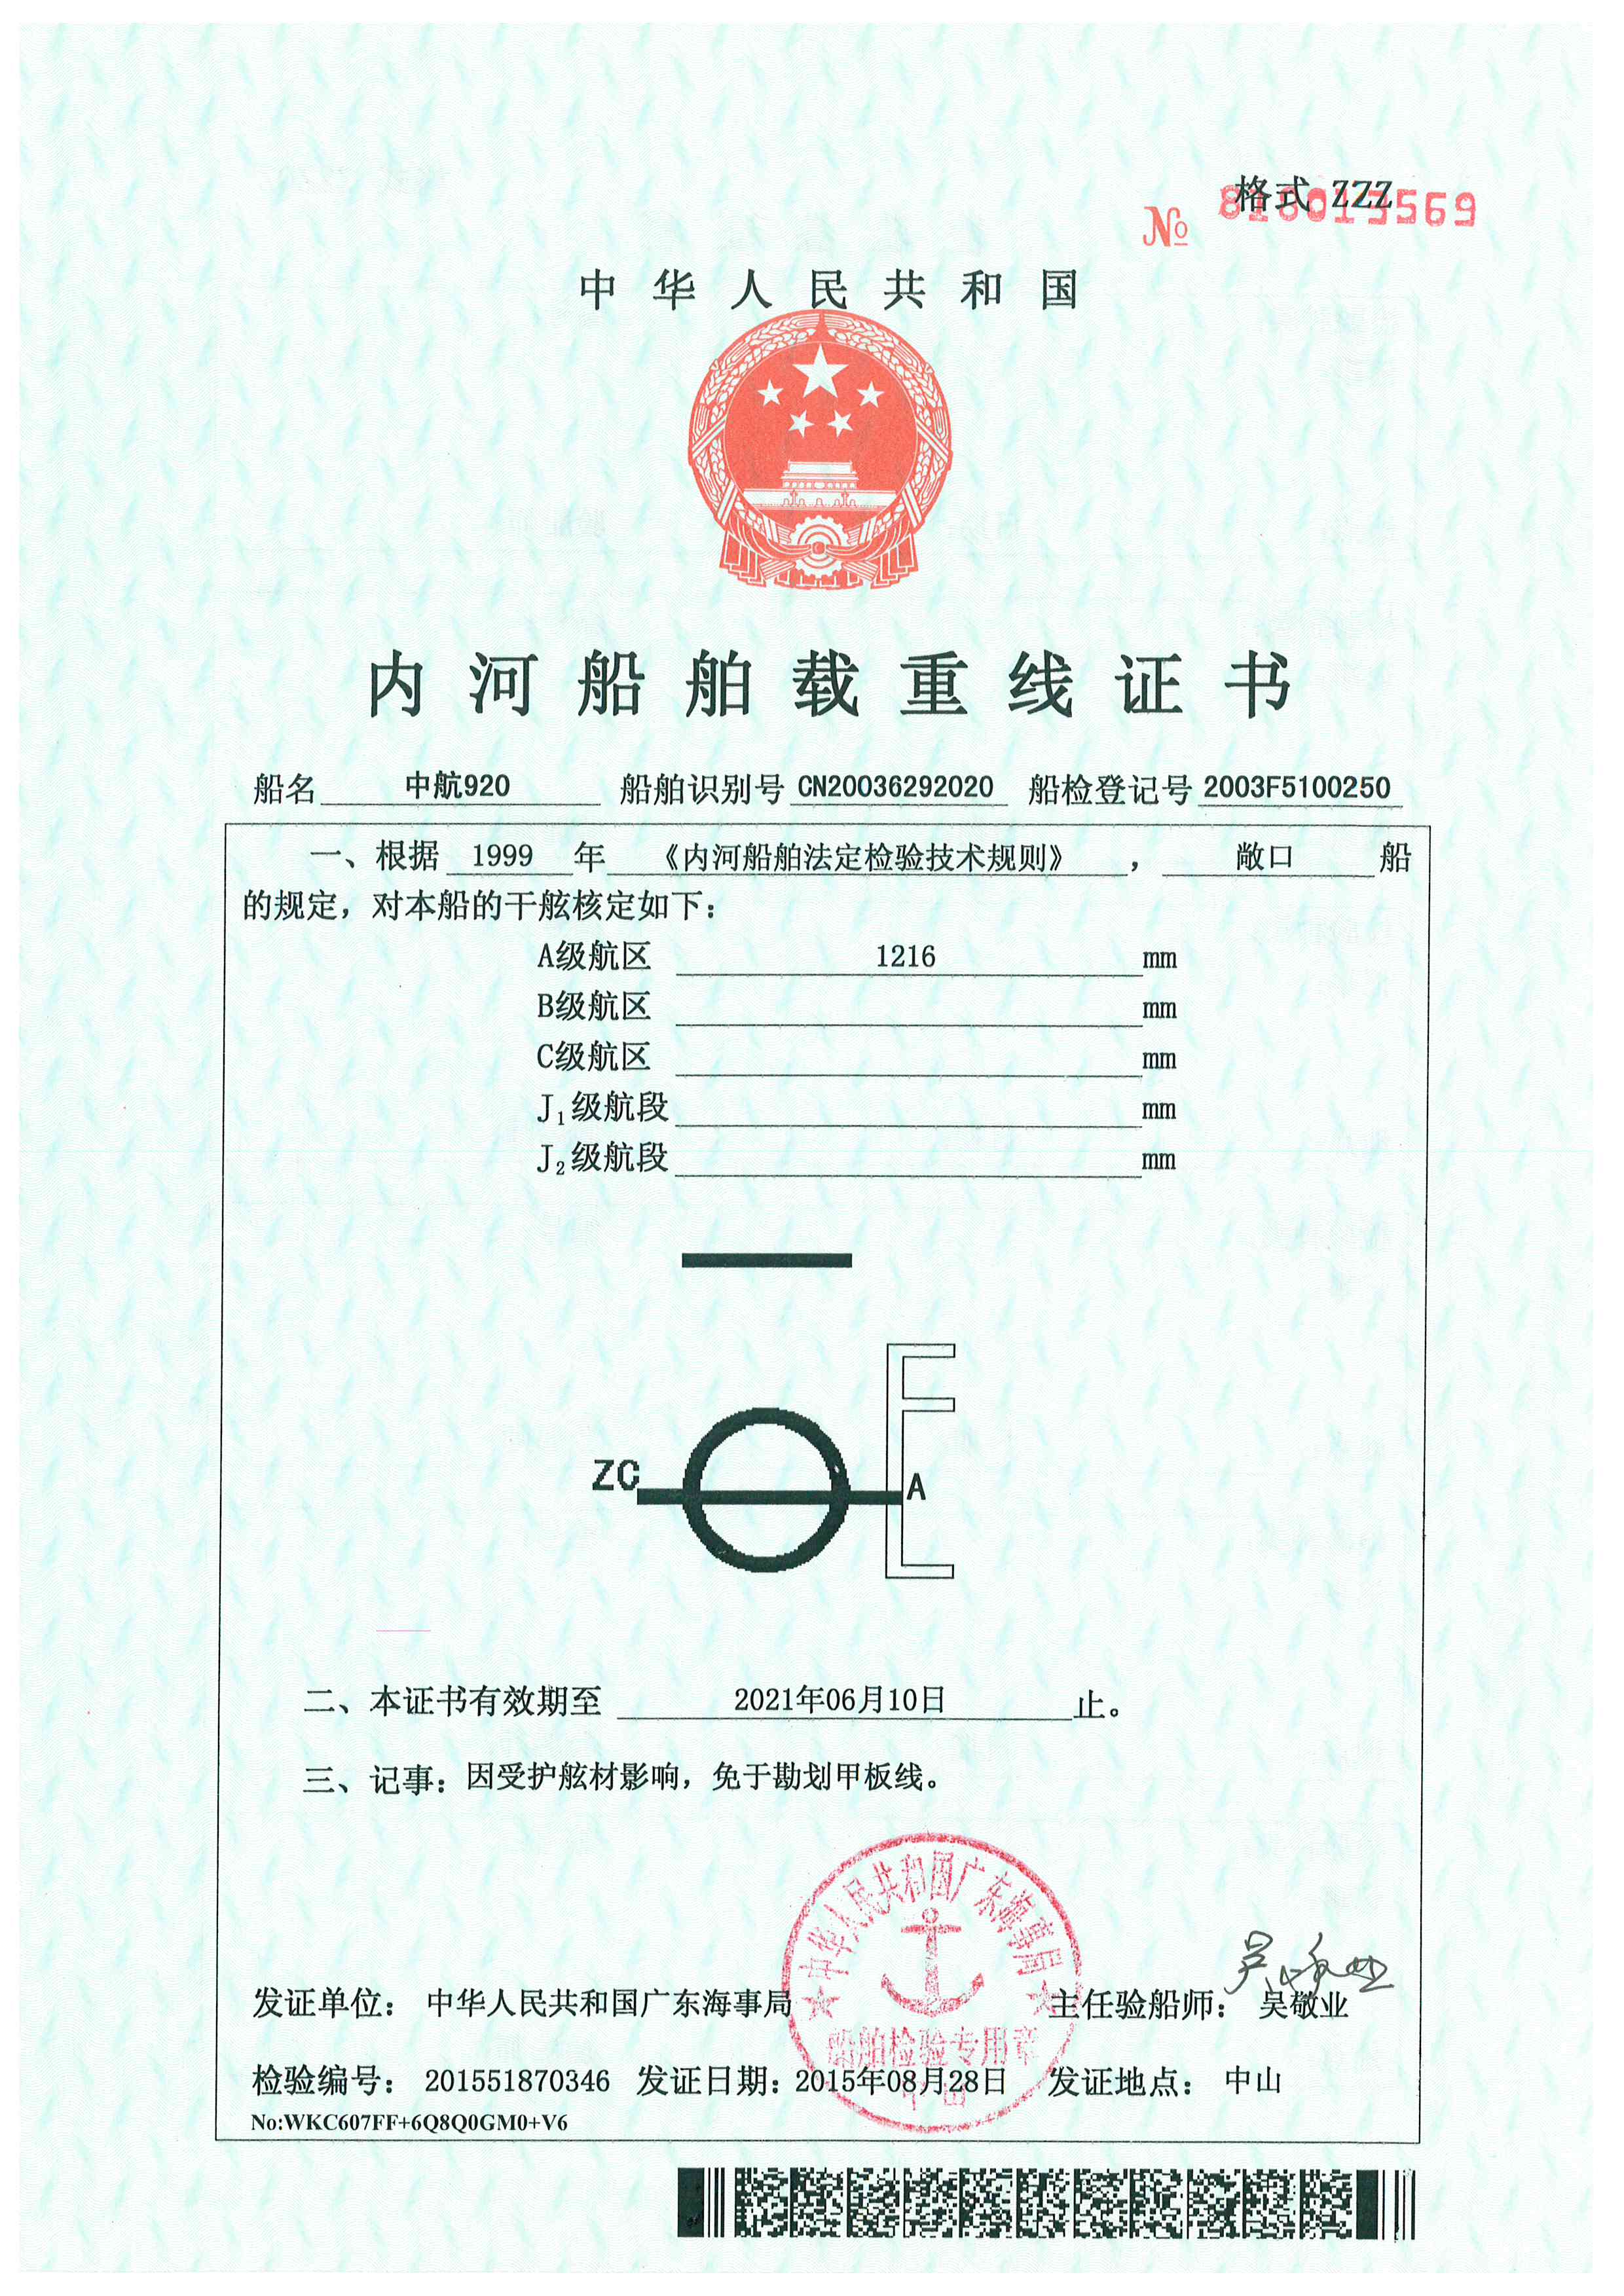 格式 ZZZ
№ 818013569
中华人民共和国
内河船舶载重线证书
船名 中航920 船舶识别号 CN20036292020 船检登记号 2003F5100250
一、根据 1999 年 《内河船舶法定检验技术规则》 , 敞口 船
的规定，对本船的干舷核定如下：
A级航区 1216 mm
B级航区 mm
C级航区 mm
J₁级航段 mm
J₂级航段 mm
ZC A
二、本证书有效期至 2021年06月10日 止。
三、记事：因受护舷材影响，免于勘划甲板线。
中华人民共和国广东海事局
船舶检验专用章
中山
发证单位： 中华人民共和国广东海事局 主任验船师： 吴敬业
检验编号： 201551870346 发证日期：2015年08月28日 发证地点： 中山
No:WKC607FF+6Q8Q0GM0+V6